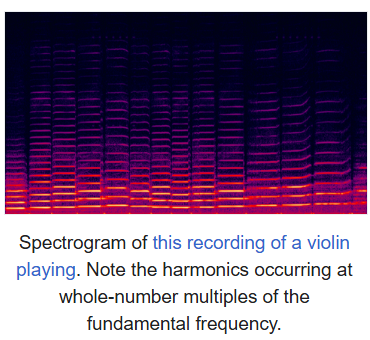 Spectrogram of this recording of a violin
playing. Note the harmonics occurring at
whole-number multiples of the
fundamental frequency.